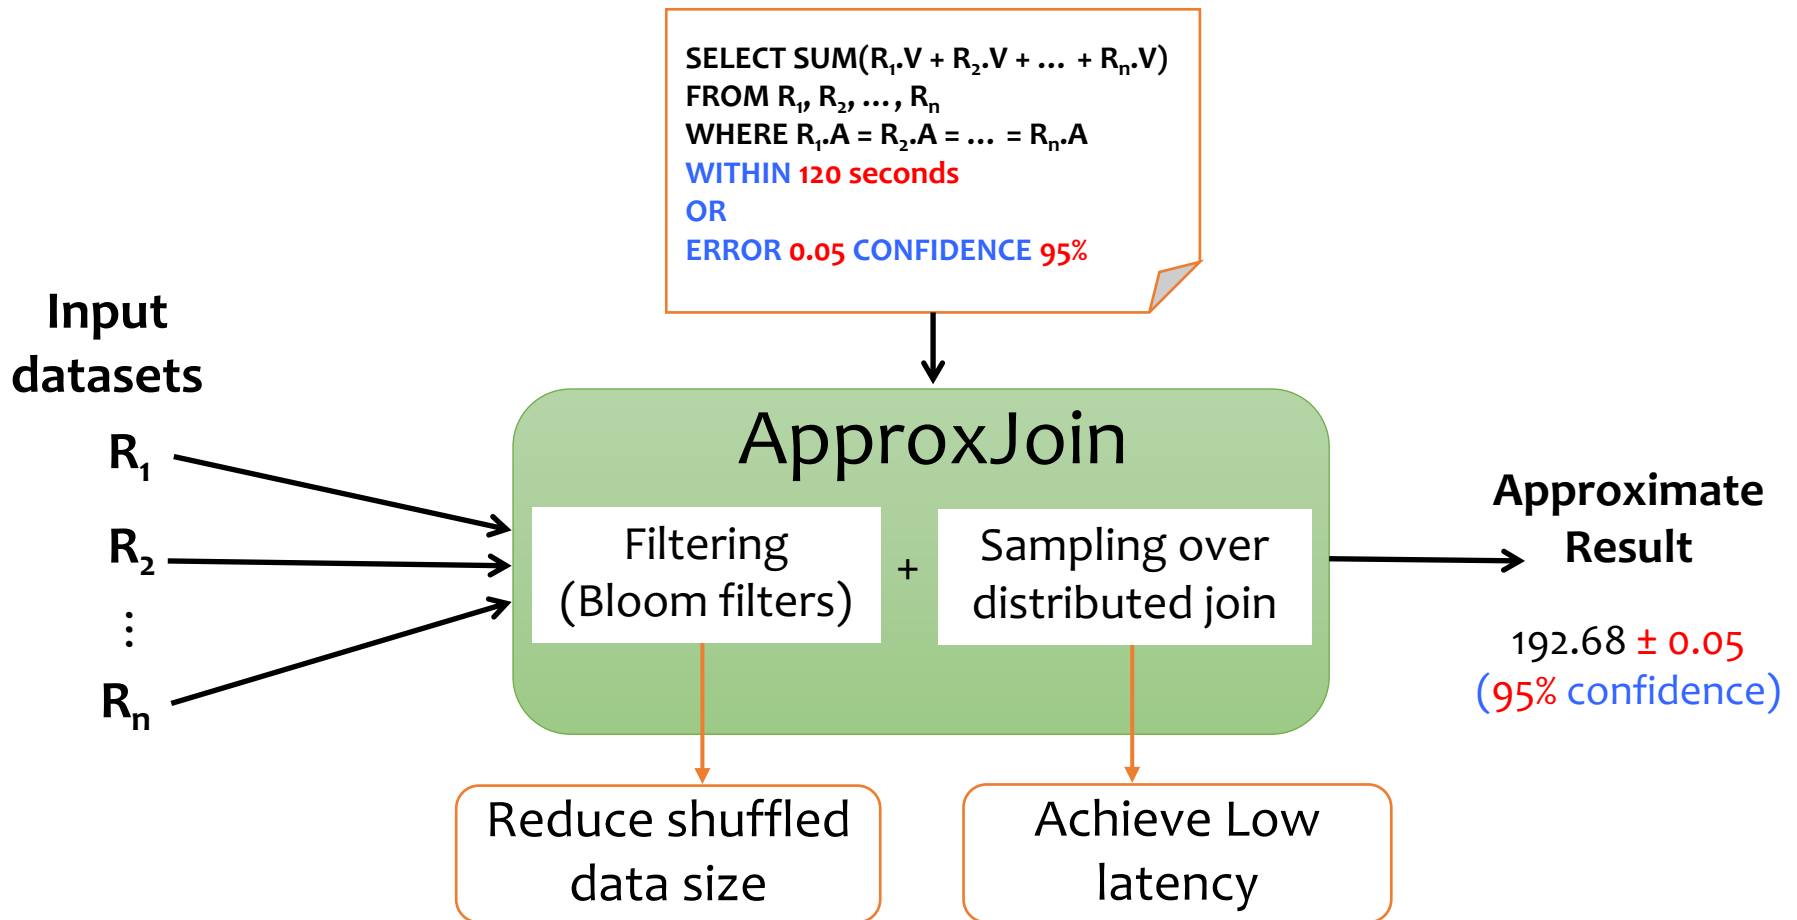 SELECT SUM(R₁.V + R₂.V + … + Rₙ.V)
FROM R₁, R₂, …, Rₙ
WHERE R₁.A = R₂.A = … = Rₙ.A
WITHIN 120 seconds
OR
ERROR 0.05 CONFIDENCE 95%
Input
datasets
R₁
R₂
⋮
Rₙ
ApproxJoin
Filtering
(Bloom filters)
+
Sampling over
distributed join
Approximate
Result
192.68 ± 0.05
(95% confidence)
Reduce shuffled
data size
Achieve Low
latency